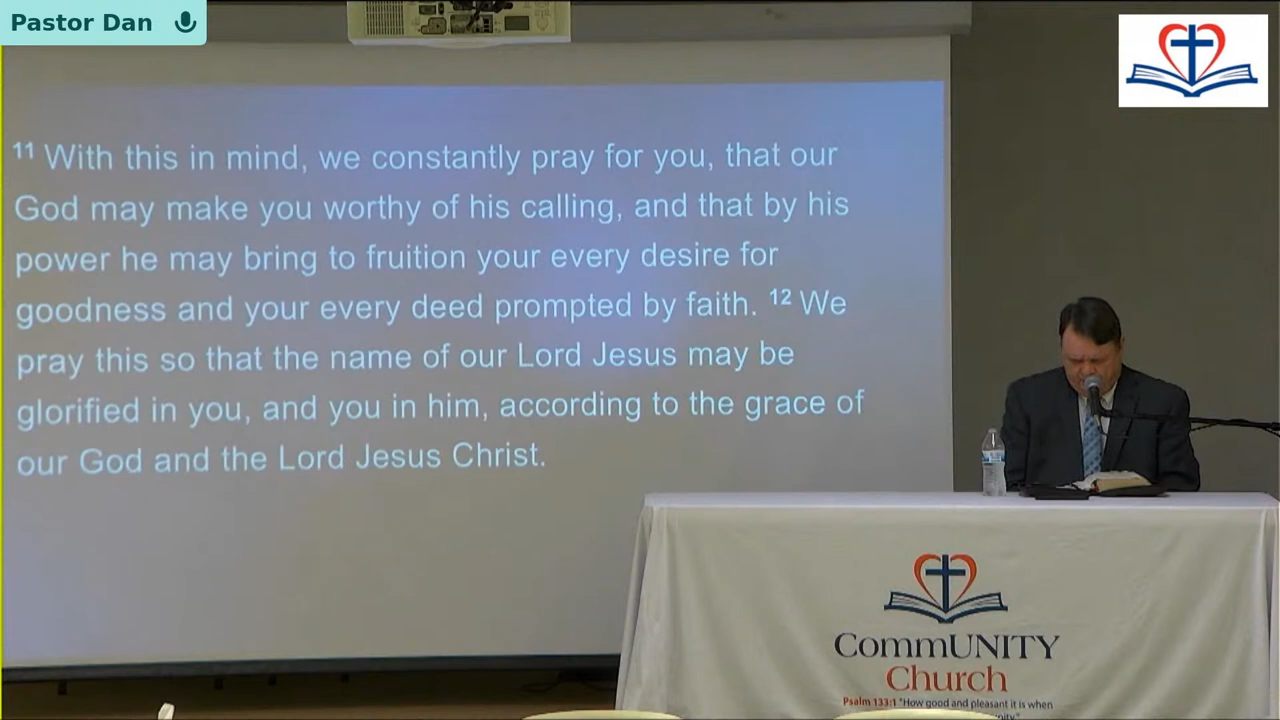 Pastor Dan
¹¹ With this in mind, we constantly pray for you, that our
God may make you worthy of his calling, and that by his
power he may bring to fruition your every desire for
goodness and your every deed prompted by faith. ¹² We
pray this so that the name of our Lord Jesus may be
glorified in you, and you in him, according to the grace of
our God and the Lord Jesus Christ.
CommUNITY
Church
Psalm 133:1 "How good and pleasant it is when